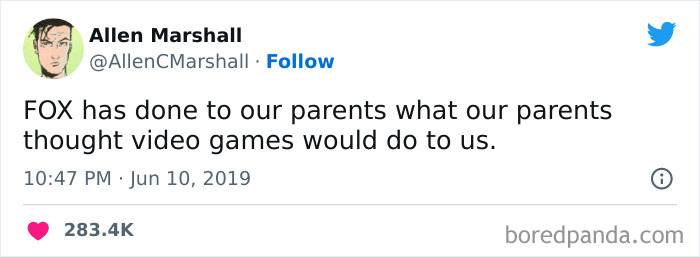 Allen Marshall
@AllenCMarshall · Follow
FOX has done to our parents what our parents
thought video games would do to us.
10:47 PM · Jun 10, 2019
283.4K
boredpanda.com